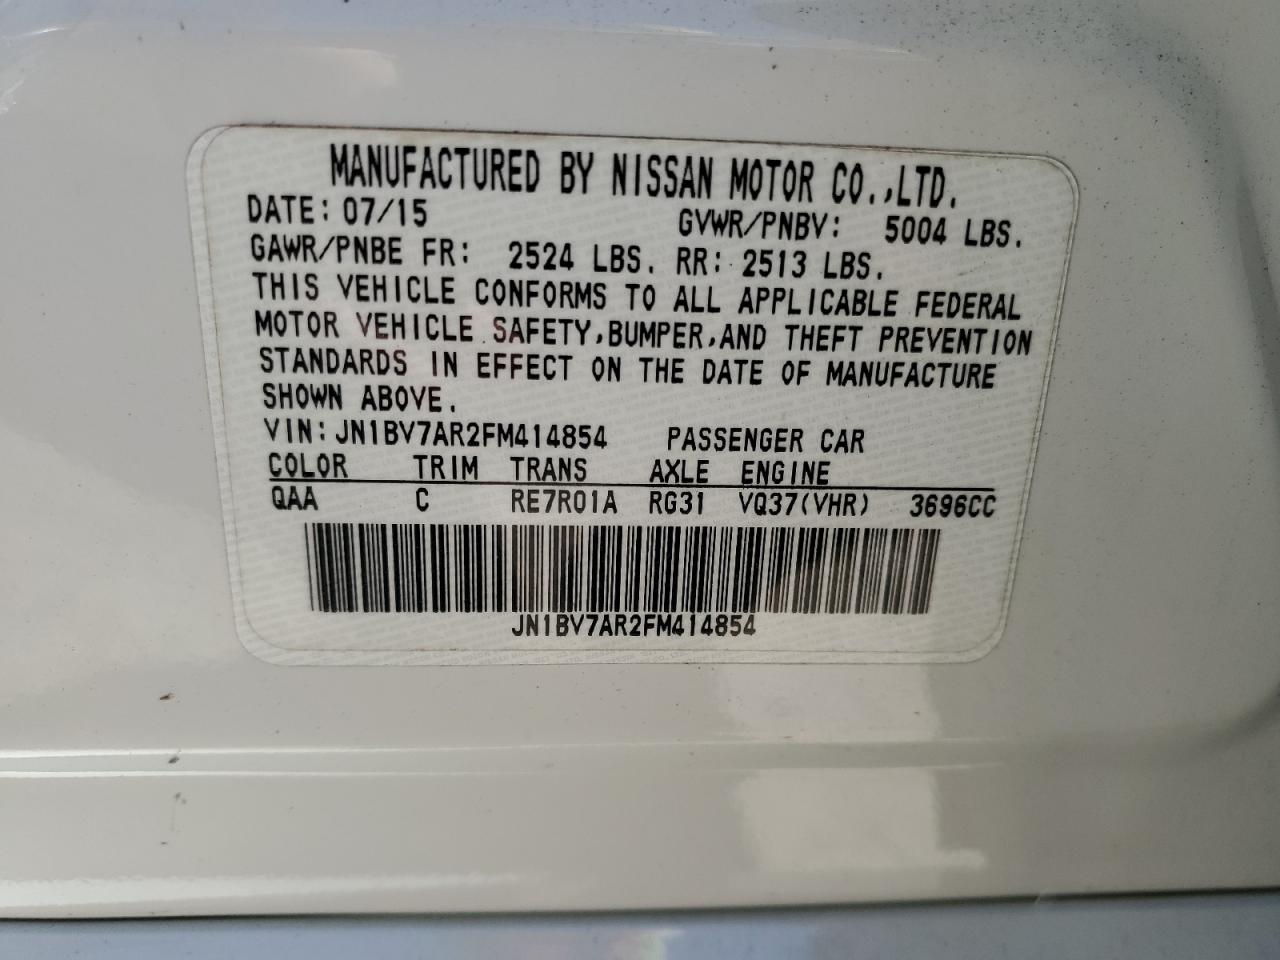 MANUFACTURED BY NISSAN MOTOR CO.,LTD.
DATE: 07/15 GVWR/PNBV: 5004 LBS.
GAWR/PNBE FR: 2524 LBS. RR: 2513 LBS.
THIS VEHICLE CONFORMS TO ALL APPLICABLE FEDERAL
MOTOR VEHICLE SAFETY,BUMPER,AND THEFT PREVENTION
STANDARDS IN EFFECT ON THE DATE OF MANUFACTURE
SHOWN ABOVE.
VIN: JN1BV7AR2FM414854 PASSENGER CAR
COLOR TRIM TRANS AXLE ENGINE
QAA C RE7R01A RG31 VQ37(VHR) 3696CC
JN1BV7AR2FM414854